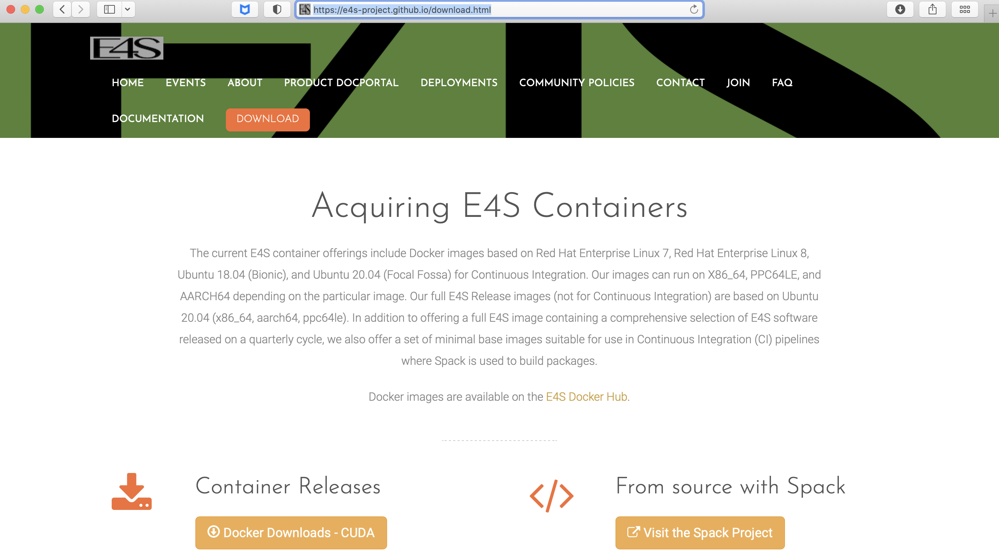 https://e4s-project.github.io/download.html
E4S
HOME EVENTS ABOUT PRODUCT DOCPORTAL DEPLOYMENTS COMMUNITY POLICIES CONTACT JOIN FAQ
DOCUMENTATION DOWNLOAD
Acquiring E4S Containers
The current E4S container offerings include Docker images based on Red Hat Enterprise Linux 7, Red Hat Enterprise Linux 8,
Ubuntu 18.04 (Bionic), and Ubuntu 20.04 (Focal Fossa) for Continuous Integration. Our images can run on X86_64, PPC64LE, and
AARCH64 depending on the particular image. Our full E4S Release images (not for Continuous Integration) are based on Ubuntu
20.04 (x86_64, aarch64, ppc64le). In addition to offering a full E4S image containing a comprehensive selection of E4S software
released on a quarterly cycle, we also offer a set of minimal base images suitable for use in Continuous Integration (CI) pipelines
where Spack is used to build packages.
Docker images are available on the E4S Docker Hub.
Container Releases
Docker Downloads - CUDA
From source with Spack
Visit the Spack Project